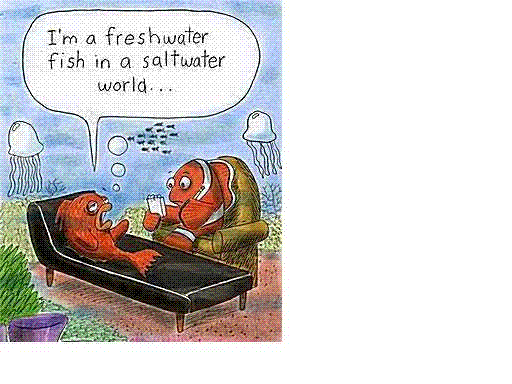 I'm a freshwater
fish in a saltwater
world...